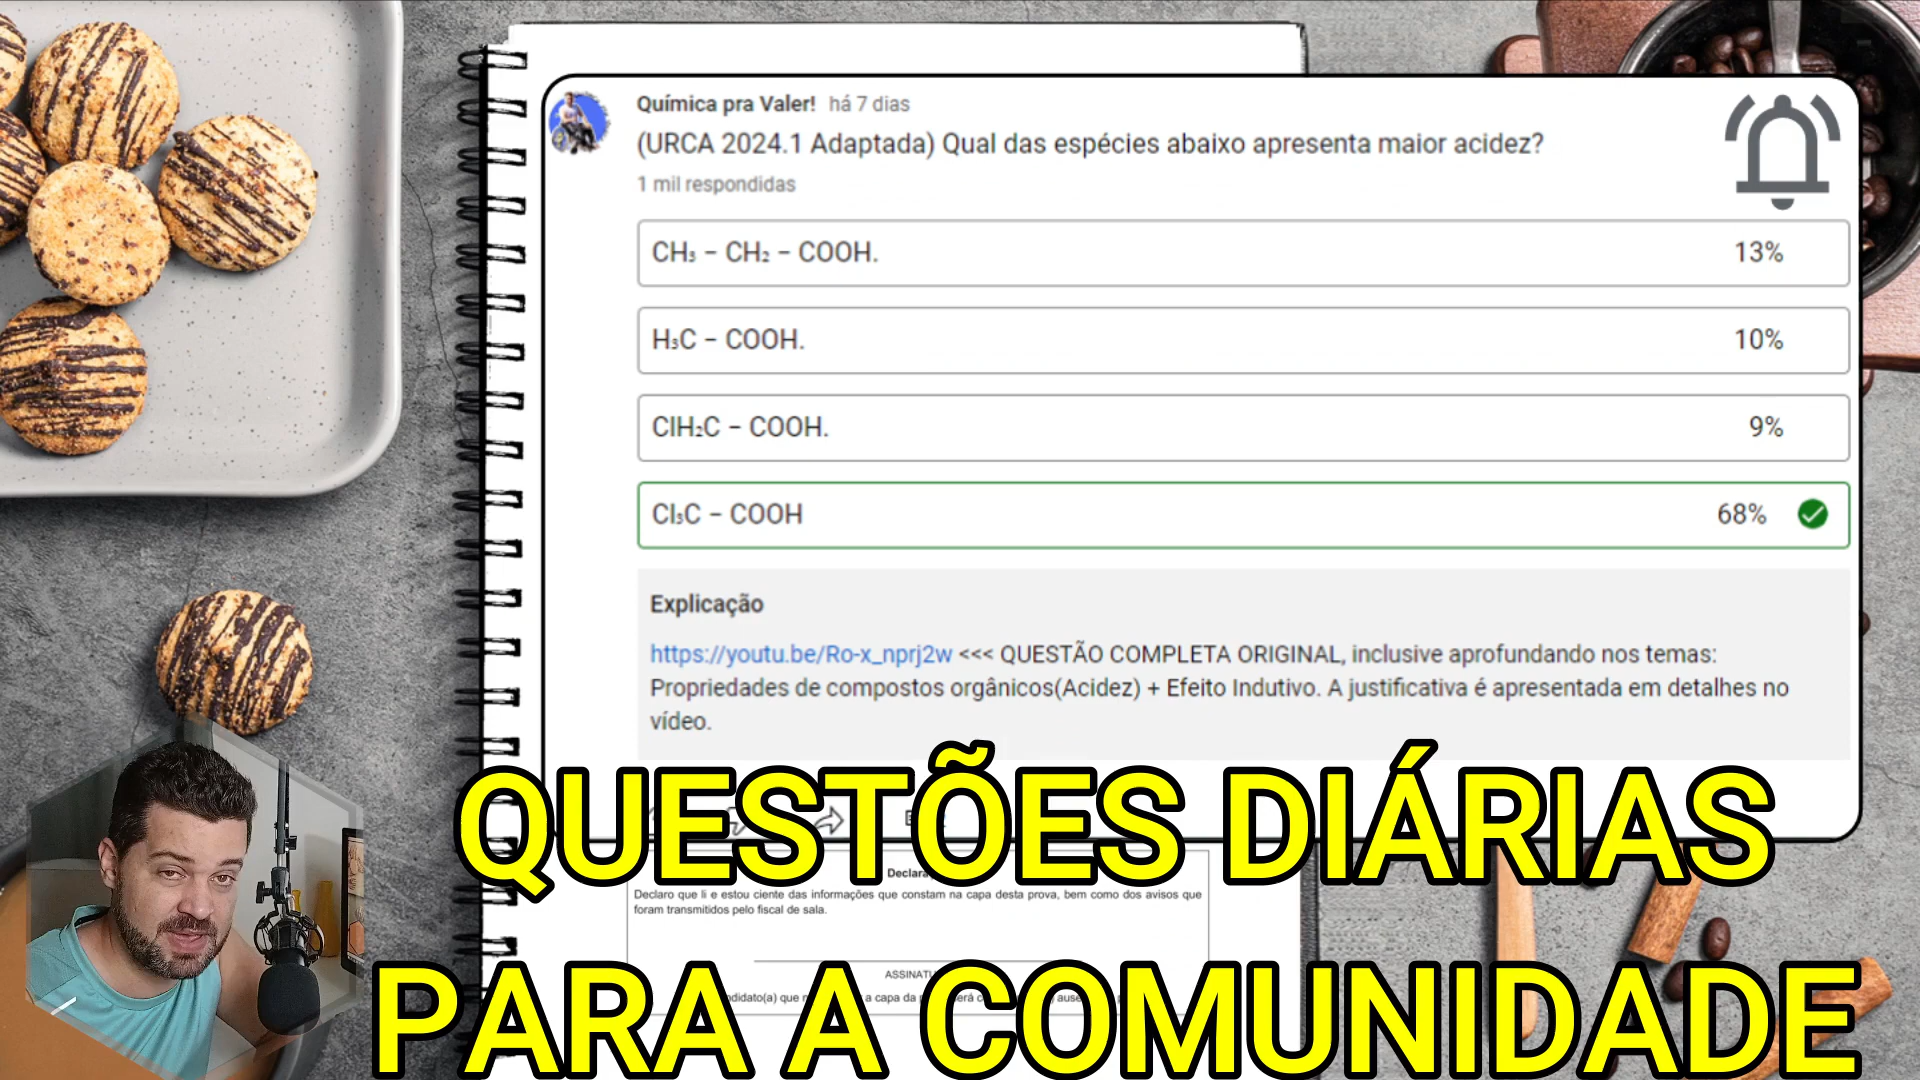 Química pra Valer! há 7 dias
(URCA 2024.1 Adaptada) Qual das espécies abaixo apresenta maior acidez?
1 mil respondidas
CH₃ – CH₂ – COOH. 13%
H₃C – COOH. 10%
ClH₂C – COOH. 9%
Cl₃C – COOH 68%
Explicação
https://youtu.be/Ro-x_nprj2w <<< QUESTÃO COMPLETA ORIGINAL, inclusive aprofundando nos temas:
Propriedades de compostos orgânicos(Acidez) + Efeito Indutivo. A justificativa é apresentada em detalhes no
vídeo.
QUESTÕES DIÁRIAS
Declaro que li e estou ciente das informações que constam na capa desta prova, bem como dos avisos que
foram transmitidos pelo fiscal de sala.
PARA A COMUNIDADE